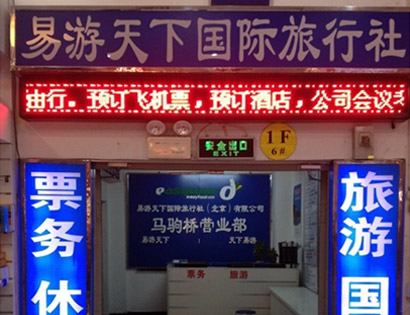 易游天下国际旅行社
由行。预订飞机票，预订酒店，公司会议
安全出口
EXIT
1F
6#
票务 休
旅游 国
易游天下国际旅行社（北京）有限公司
马驹桥营业部
易游天下 天下易游
票务 旅游